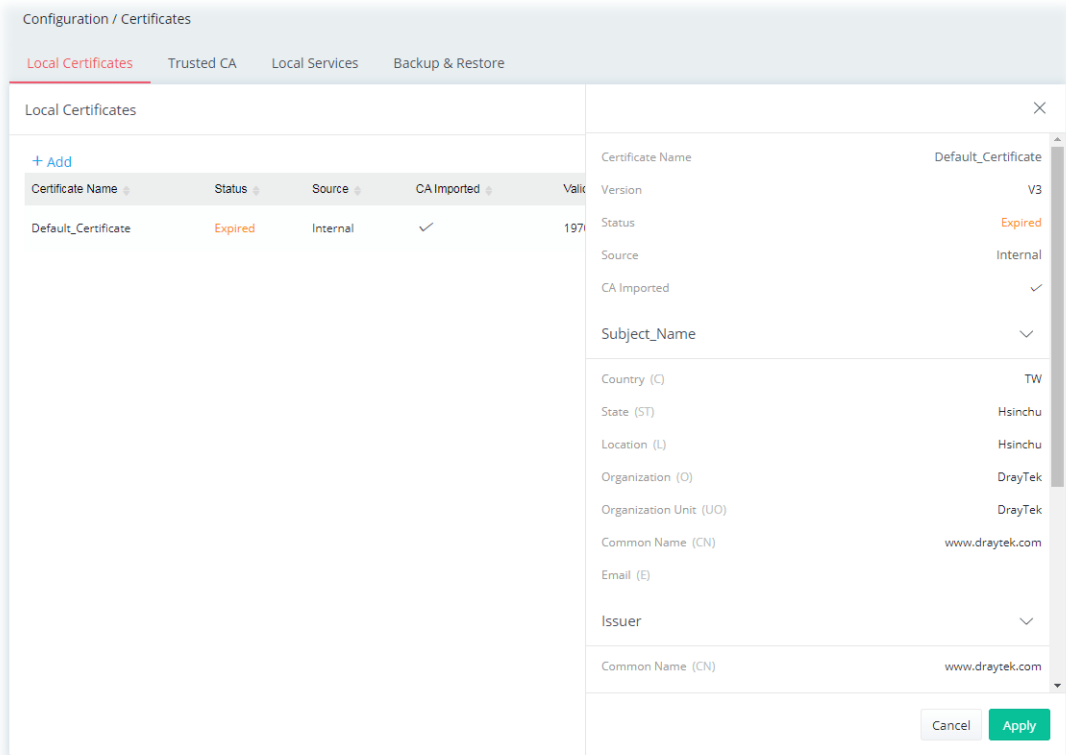 Configuration / Certificates
Local Certificates Trusted CA Local Services Backup & Restore
Local Certificates
+ Add
Certificate Name Status Source CA Imported Valid
Default_Certificate Expired Internal 1970
Certificate Name Default_Certificate
Version V3
Status Expired
Source Internal
CA Imported
Subject_Name
Country (C) TW
State (ST) Hsinchu
Location (L) Hsinchu
Organization (O) DrayTek
Organization Unit (UO) DrayTek
Common Name (CN) www.draytek.com
Email (E)
Issuer
Common Name (CN) www.draytek.com
Cancel Apply